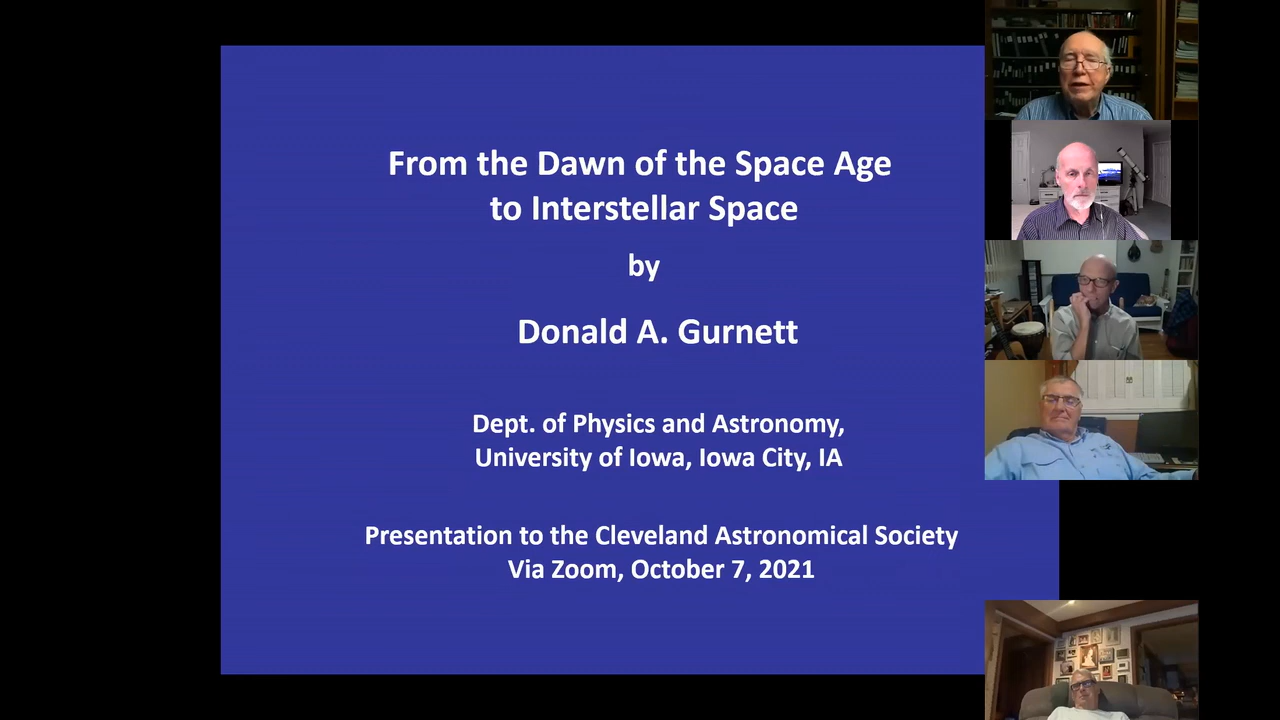 From the Dawn of the Space Age
to Interstellar Space
by
Donald A. Gurnett
Dept. of Physics and Astronomy,
University of Iowa, Iowa City, IA
Presentation to the Cleveland Astronomical Society
Via Zoom, October 7, 2021